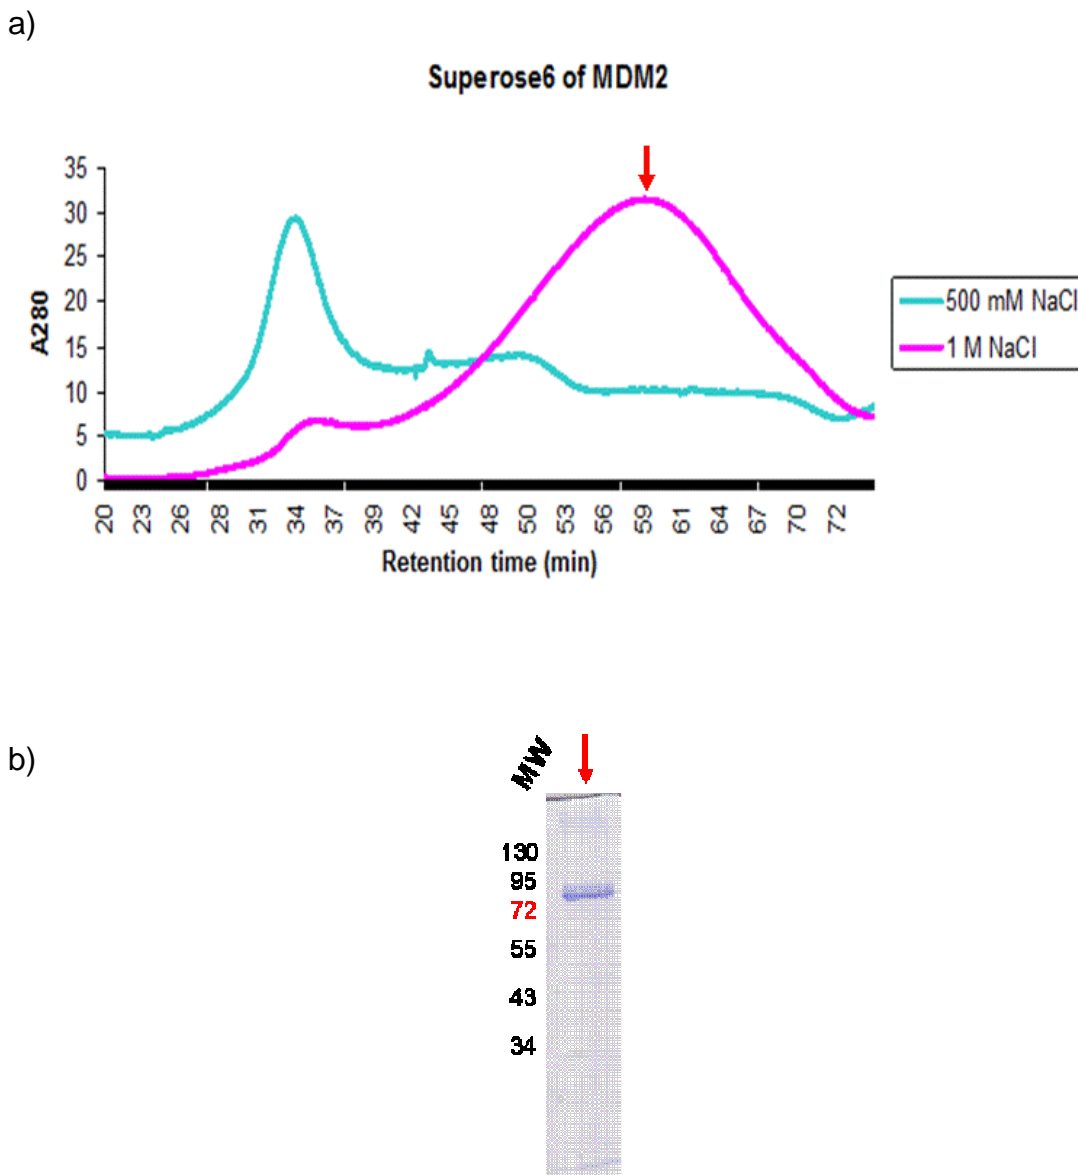 a)
Superose6 of MDM2
35
30
25
20
15
10
5
0
A280
20 23 26 28 31 34 37 39 42 45 48 50 53 56 59 61 64 67 70 72
Retention time (min)
500 mM NaCl
1 M NaCl
b)
MW
130
95
72
55
43
34